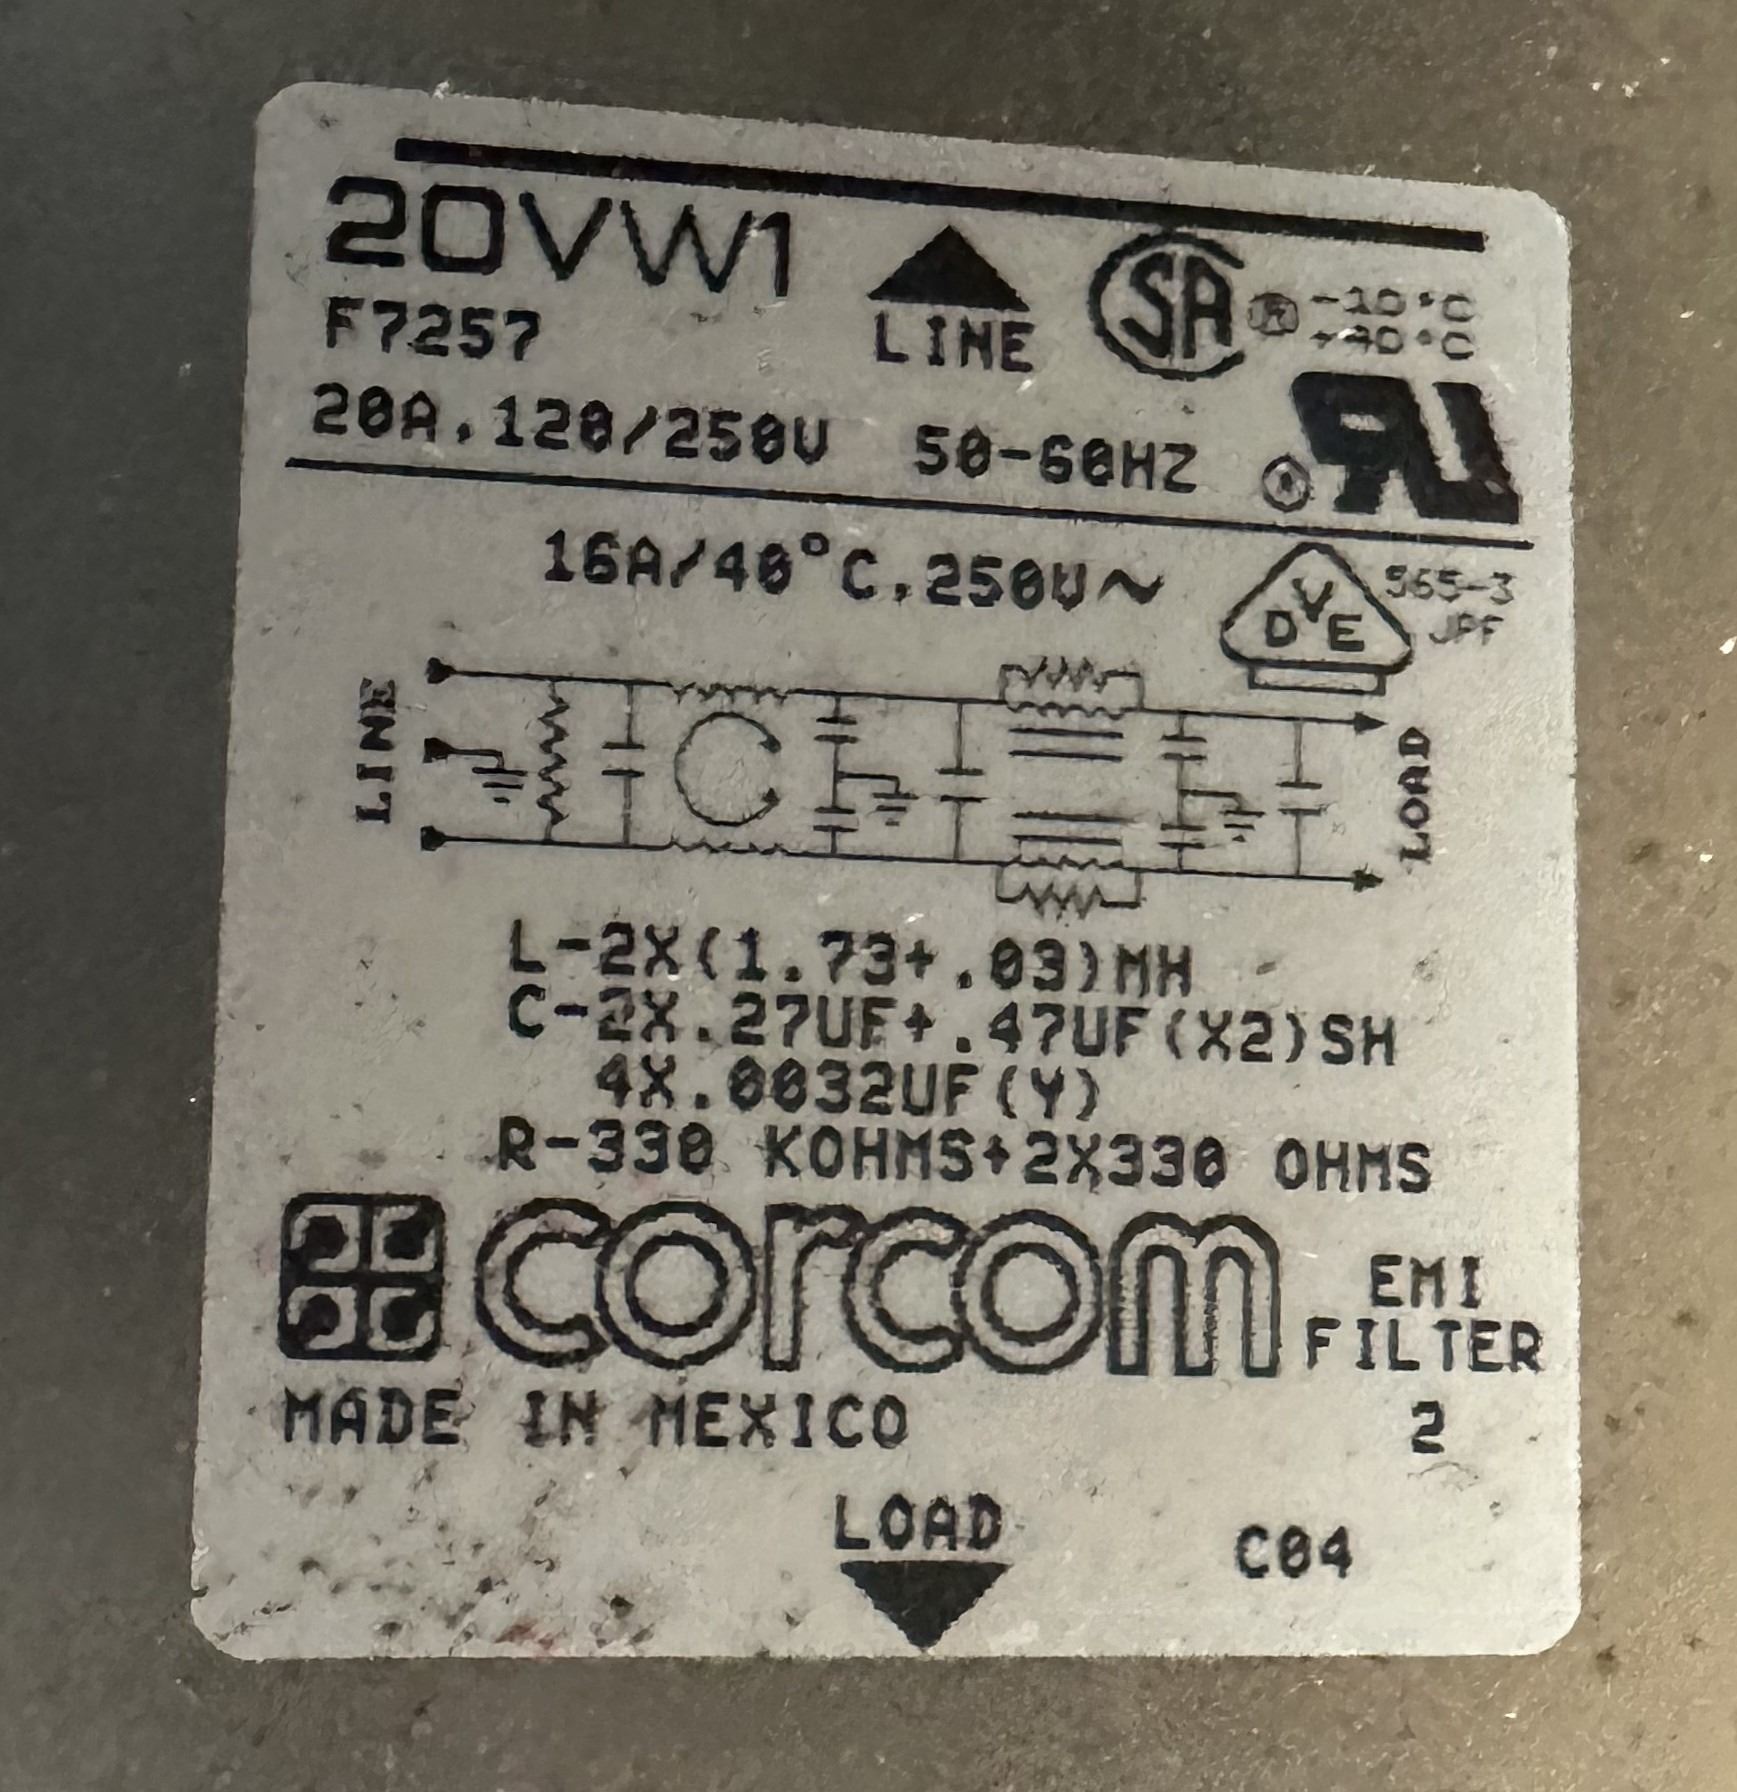 20VW1
F7257
LINE
SA ® -10°C
+40°C
20A.120/250V 50-60HZ
®
16A/40°C.250V~
DVE
565-3
LINE
LOAD
L-2X(1.73+.03)MH
C-2X.27UF+.47UF(X2)SH
4X.0032UF(Y)
R-330 KOHMS+2X330 OHMS
corcom
EMI
FILTER
MADE IN MEXICO
2
LOAD
C04